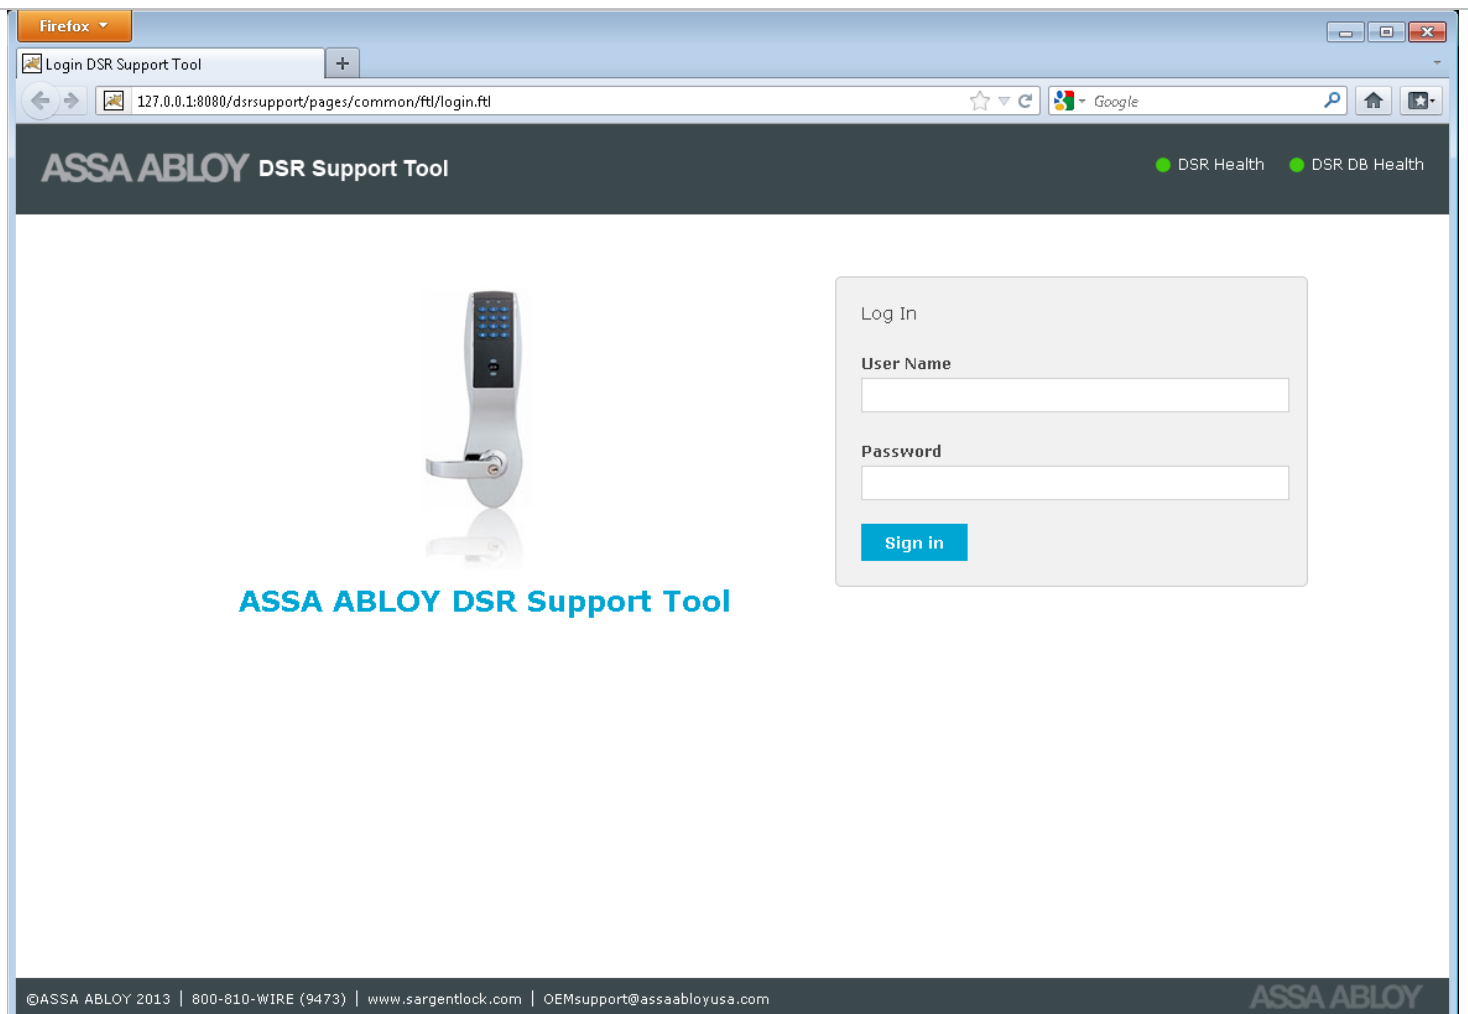 Firefox
Login DSR Support Tool
127.0.0.1:8080/dsrsupport/pages/common/ftl/login.ftl
Google
ASSA ABLOY DSR Support Tool
DSR Health
DSR DB Health
Log In
User Name
Password
Sign in
ASSA ABLOY DSR Support Tool
©ASSA ABLOY 2013 | 800-810-WIRE (9473) | www.sargentlock.com | OEMsupport@assaabloyusa.com
ASSA ABLOY